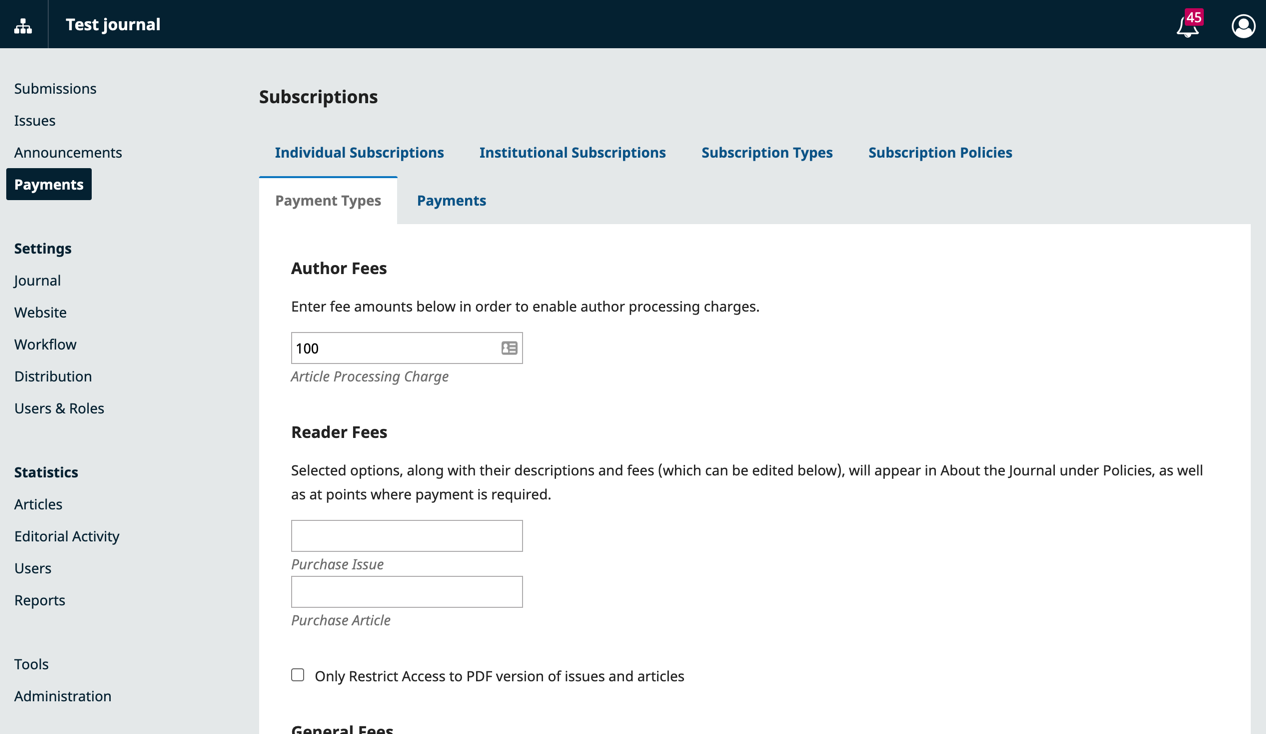 Test journal
45
Submissions
Issues
Announcements
Payments
Settings
Journal
Website
Workflow
Distribution
Users & Roles
Statistics
Articles
Editorial Activity
Users
Reports
Tools
Administration
Subscriptions
Individual Subscriptions Institutional Subscriptions Subscription Types Subscription Policies
Payment Types Payments
Author Fees
Enter fee amounts below in order to enable author processing charges.
100
Article Processing Charge
Reader Fees
Selected options, along with their descriptions and fees (which can be edited below), will appear in About the Journal under Policies, as well
as at points where payment is required.
Purchase Issue
Purchase Article
Only Restrict Access to PDF version of issues and articles
General Fees